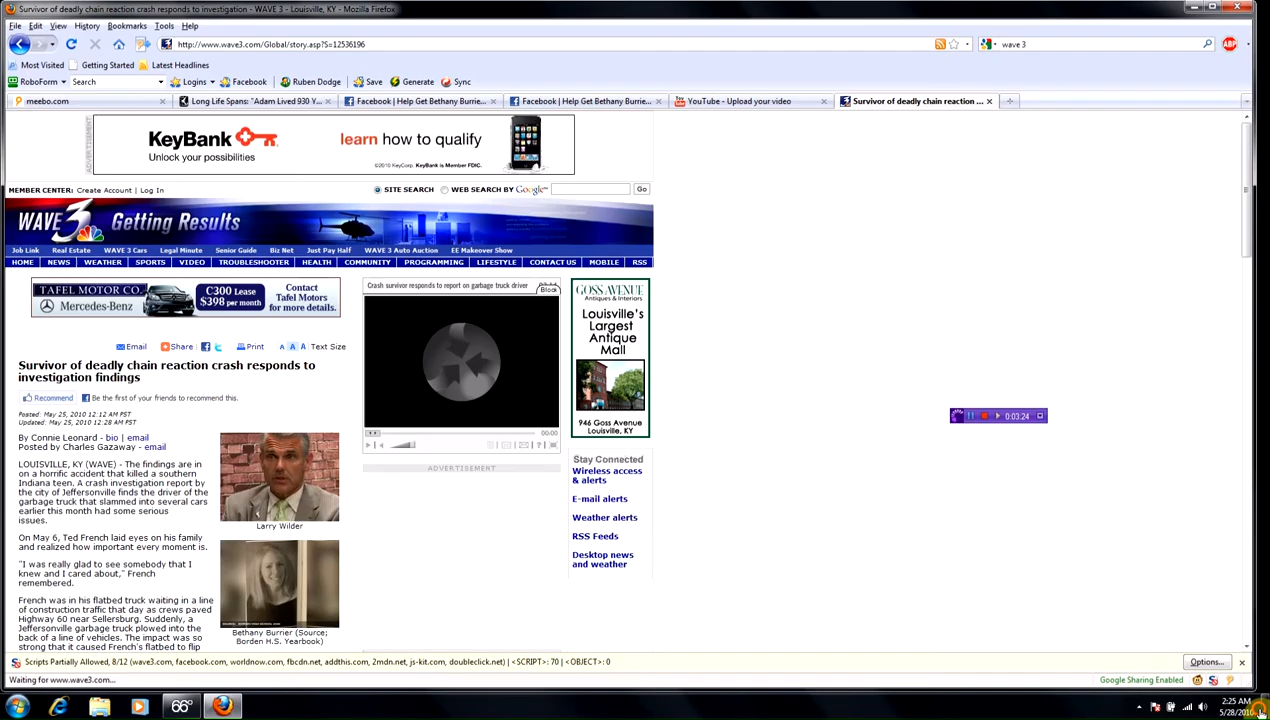 Survivor of deadly chain reaction crash responds to investigation - WAVE 3 - Louisville, KY - Mozilla Firefox
File Edit View History Bookmarks Tools Help
http://www.wave3.com/Global/story.asp?S=12536196
wave 3
ABP
Most Visited Getting Started Latest Headlines
RoboForm Search Logins Facebook Ruben Dodge Save Generate Sync
meebo.com
Long Life Spans: "Adam Lived 930 Y...
Facebook | Help Get Bethany Burrie...
Facebook | Help Get Bethany Burrie...
YouTube - Upload your video
Survivor of deadly chain reaction ...
ADVERTISEMENT
KeyBank
Unlock your possibilities
learn how to qualify
©2010 KeyCorp. KeyBank is Member FDIC.
MEMBER CENTER: Create Account | Log In
SITE SEARCH WEB SEARCH BY Google Go
WAVE 3 Getting Results
Job Link Real Estate WAVE 3 Cars Legal Minute Senior Guide Biz Net Just Pay Half WAVE 3 Auto Auction EE Makeover Show
HOME NEWS WEATHER SPORTS VIDEO TROUBLESHOOTER HEALTH COMMUNITY PROGRAMMING LIFESTYLE CONTACT US MOBILE RSS
TAFEL MOTOR CO.
Mercedes-Benz
C300 Lease
$398 per month
Contact
Tafel Motors
for more details.
Crash survivor responds to report on garbage truck driver
Block
00:00
ADVERTISEMENT
GOSS AVENUE
Antiques & Interiors
Louisville's
Largest
Antique
Mall
946 Goss Avenue
Louisville, KY
Email Share Print A A A Text Size
Survivor of deadly chain reaction crash responds to
investigation findings
Recommend Be the first of your friends to recommend this.
Posted: May 25, 2010 12:12 AM PST
Updated: May 25, 2010 12:28 AM PST
By Connie Leonard - bio | email
Posted by Charles Gazaway - email
LOUISVILLE, KY (WAVE) - The findings are in
on a horrific accident that killed a southern
Indiana teen. A crash investigation report by
the city of Jeffersonville finds the driver of the
garbage truck that slammed into several cars
earlier this month had some serious
issues.
On May 6, Ted French laid eyes on his family
and realized how important every moment is.
"I was really glad to see somebody that I
knew and I cared about," French
remembered.
French was in his flatbed truck waiting in a line
of construction traffic that day as crews paved
Highway 60 near Sellersburg. Suddenly, a
Jeffersonville garbage truck plowed into the
back of a line of vehicles. The impact was so
strong that it caused French's flatbed to flip
Larry Wilder
Bethany Burrier (Source;
Borden H.S. Yearbook)
Stay Connected
Wireless access
& alerts
E-mail alerts
Weather alerts
RSS Feeds
Desktop news
and weather
0:03:24
Scripts Partially Allowed, 8/12 (wave3.com, facebook.com, worldnow.com, fbcdn.net, addthis.com, 2mdn.net, js-kit.com, doubleclick.net) | <SCRIPT>: 70 | <OBJECT>: 0
Options...
Waiting for www.wave3.com...
Google Sharing Enabled
66°
2:25 AM
5/28/2010